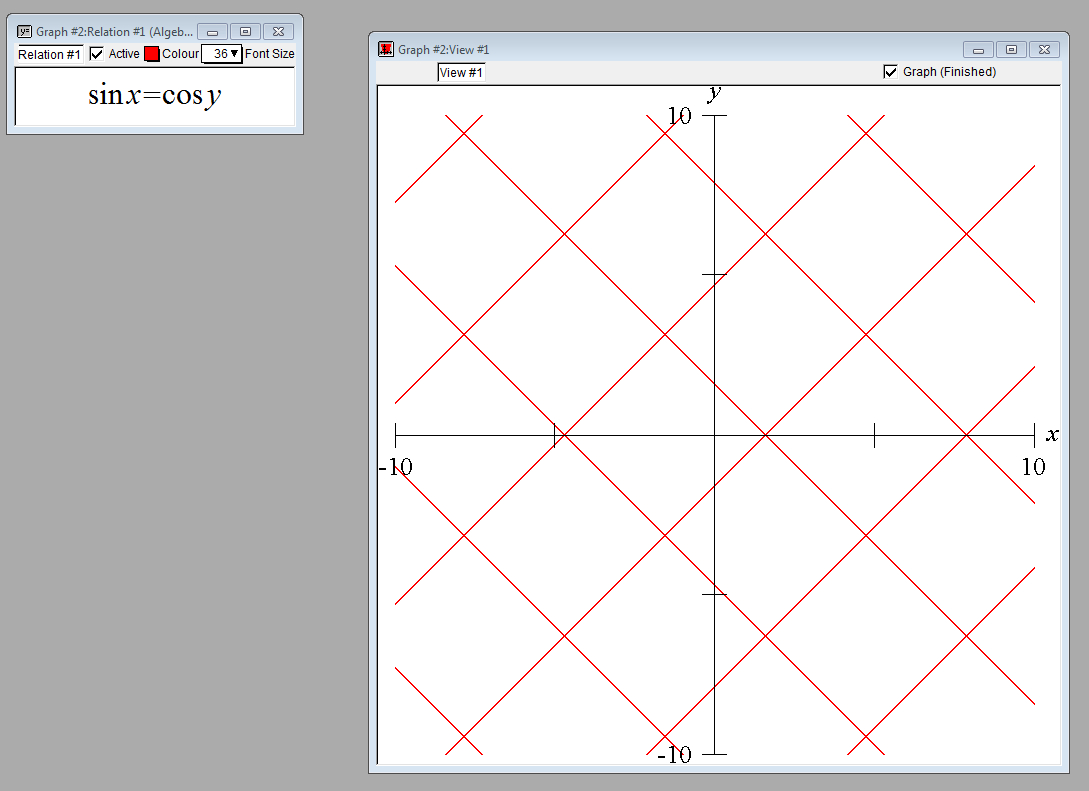 Graph #2:Relation #1 (Algeb...
Relation #1 Active Colour 36 Font Size
sin x=cos y
Graph #2:View #1
View #1 Graph (Finished)
y
10
x
-10 10
-10